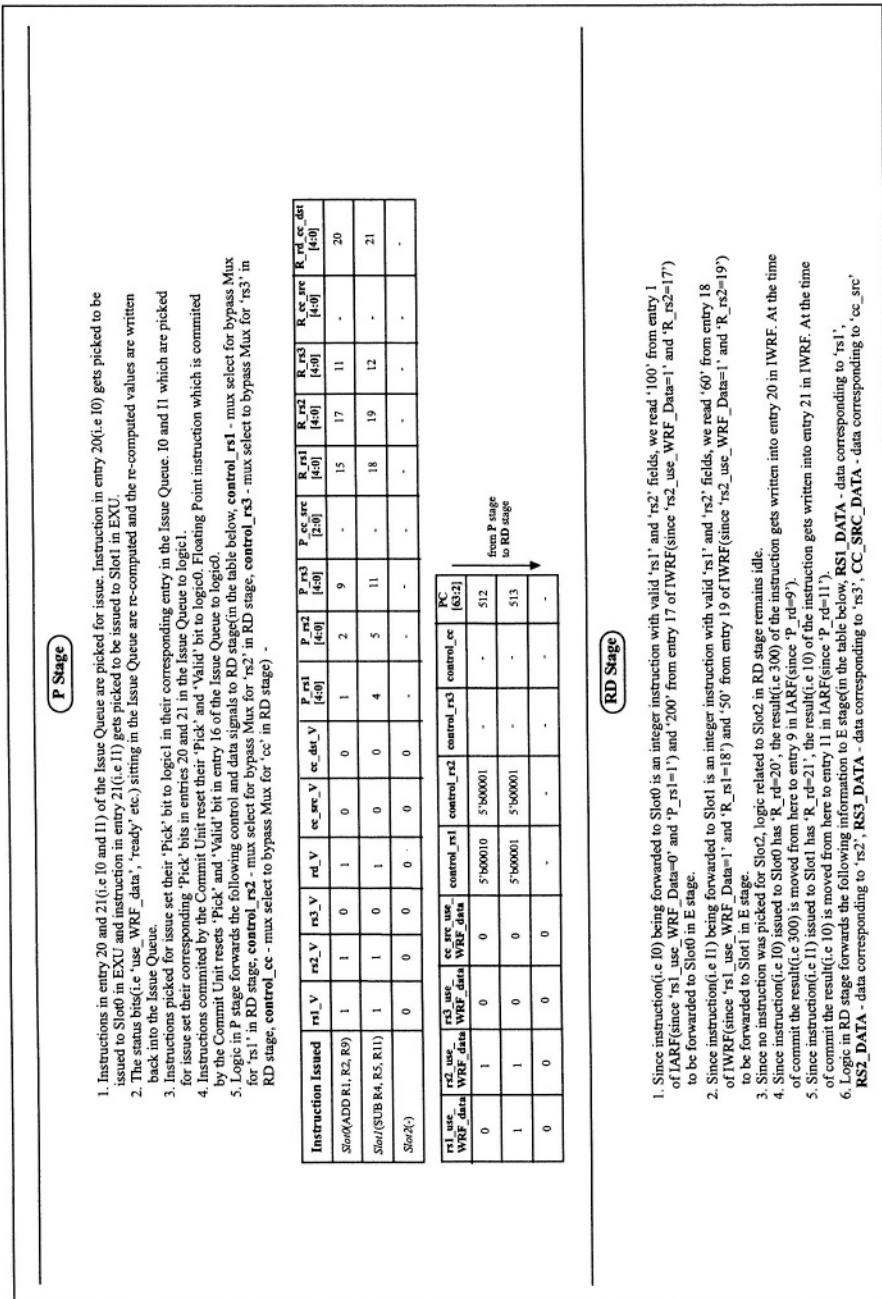 P Stage
1. Instructions in entry 20 and 21(i.e I0 and I1) of the Issue Queue are picked for issue. Instruction in entry 20(i.e I0) gets picked to be
issued to Slot0 in EXU and instruction in entry 21(i.e I1) gets picked to be issued to Slot1 in EXU.
2. The status bits(i.e 'use_WRF_data', 'ready' etc.) sitting in the Issue Queue are re-computed and the re-computed values are written
back into the Issue Queue.
3. Instructions picked for issue set their 'Pick' bit to logic1 in their corresponding entry in the Issue Queue. I0 and I1 which are picked
for issue set their corresponding 'Pick' bits in entries 20 and 21 in the Issue Queue to logic1.
4. Instructions commited by the Commit Unit reset their 'Pick' and 'Valid' bit to logic0. Floating Point instruction which is commited
by the Commit Unit resets 'Pick' and 'Valid' bit in entry 16 of the Issue Queue to logic0.
5. Logic in P stage forwards the following control and data signals to RD stage(in the table below, control_rs1 - mux select for bypass Mux
for 'rs1' in RD stage, control_rs2 - mux select for bypass Mux for 'rs2' in RD stage, control_rs3 - mux select to bypass Mux for 'rs3' in
RD stage, control_cc - mux select to bypass Mux for 'cc' in RD stage) -
Instruction Issued rs1_V rs2_V rs3_V rd_V cc_src_V cc_dst_V P_rs1 [4:0] P_rs2 [4:0] P_rs3 [4:0] P_cc_src [2:0] R_rs1 [4:0] R_rs2 [4:0] R_rs3 [4:0] R_cc_src [4:0] R_rd_cc_dst [4:0]
Slot0(ADD R1, R2, R9) 1 1 0 1 0 0 1 2 9 - 15 17 11 - 20
Slot1(SUB R4, R5, R11) 1 1 0 1 0 0 4 5 11 - 18 19 12 - 21
Slot2(-) 0 0 0 0 0 0 - - - - - - - - -
rs1_use_WRF_data rs2_use_WRF_data rs3_use_WRF_data cc_src_use_WRF_data control_rs1 control_rs2 control_rs3 control_cc PC [63:2]
0 1 0 0 5'b00010 5'b00001 - - 512
1 1 0 0 5'b00001 5'b00001 - - 513
0 0 0 0 - - - - -
from P stage
to RD stage
RD Stage
1. Since instruction(i.e I0) being forwarded to Slot0 is an integer instruction with valid 'rs1' and 'rs2' fields, we read '100' from entry 1
of IARF(since 'rs1_use_WRF_Data=0' and 'P_rs1=1') and '200' from entry 17 of IWRF(since 'rs2_use_WRF_Data=1' and 'R_rs2=17')
to be forwarded to Slot0 in E stage.
2. Since instruction(i.e I1) being forwarded to Slot1 is an integer instruction with valid 'rs1' and 'rs2' fields, we read '60' from entry 18
of IWRF(since 'rs1_use_WRF_Data=1' and 'R_rs1=18') and '50' from entry 19 of IWRF(since 'rs2_use_WRF_Data=1' and 'R_rs2=19')
to be forwarded to Slot1 in E stage.
3. Since no instruction was picked for Slot2, logic related to Slot2 in RD stage remains idle.
4. Since instruction(i.e I0) issued to Slot0 has 'R_rd=20', the result(i.e 300) of the instruction gets written into entry 20 in IWRF. At the time
of commit the result(i.e 300) is moved from here to entry 9 in IARF(since 'P_rd=9').
5. Since instruction(i.e I1) issued to Slot1 has 'R_rd=21', the result(i.e 10) of the instruction gets written into entry 21 in IWRF. At the time
of commit the result(i.e 10) is moved from here to entry 11 in IARF(since 'P_rd=11').
6. Logic in RD stage forwards the following information to E stage(in the table below, RS1_DATA - data corresponding to 'rs1',
RS2_DATA - data corresponding to 'rs2', RS3_DATA - data corresponding to 'rs3', CC_SRC_DATA - data corresponding to 'cc_src'